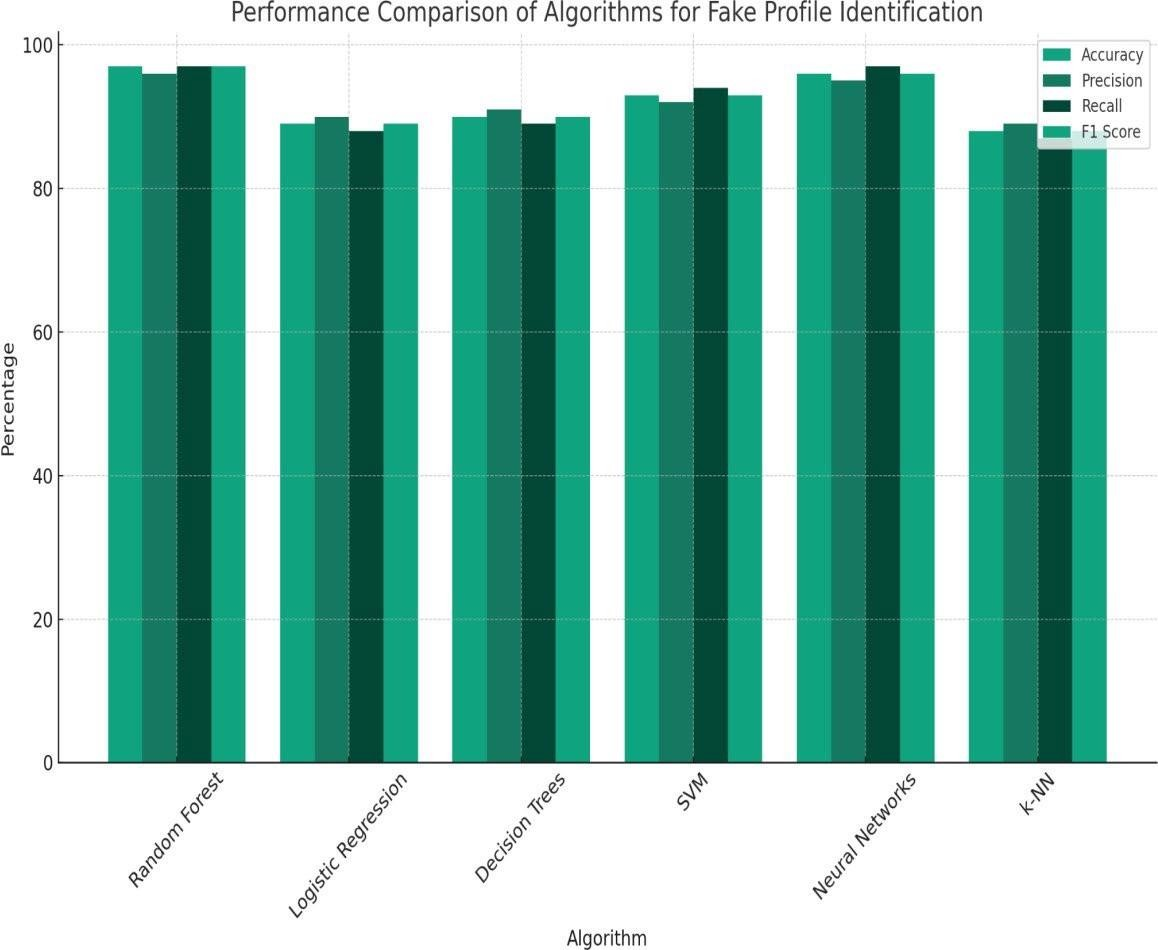 Performance Comparison of Algorithms for Fake Profile Identification
100
80
60
40
20
0
Percentage
Accuracy
Precision
Recall
F1 Score
Random Forest
Logistic Regression
Decision Trees
SVM
Neural Networks
k-NN
Algorithm